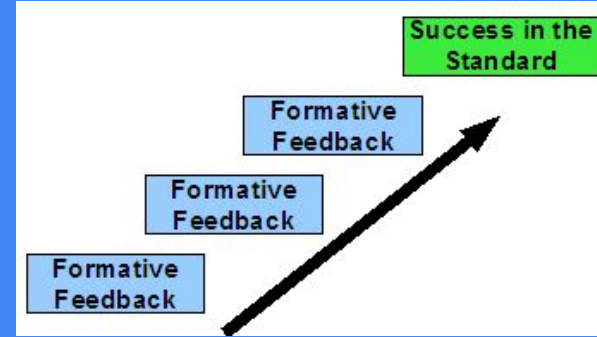 Success in the
Standard
Formative
Feedback
Formative
Feedback
Formative
Feedback